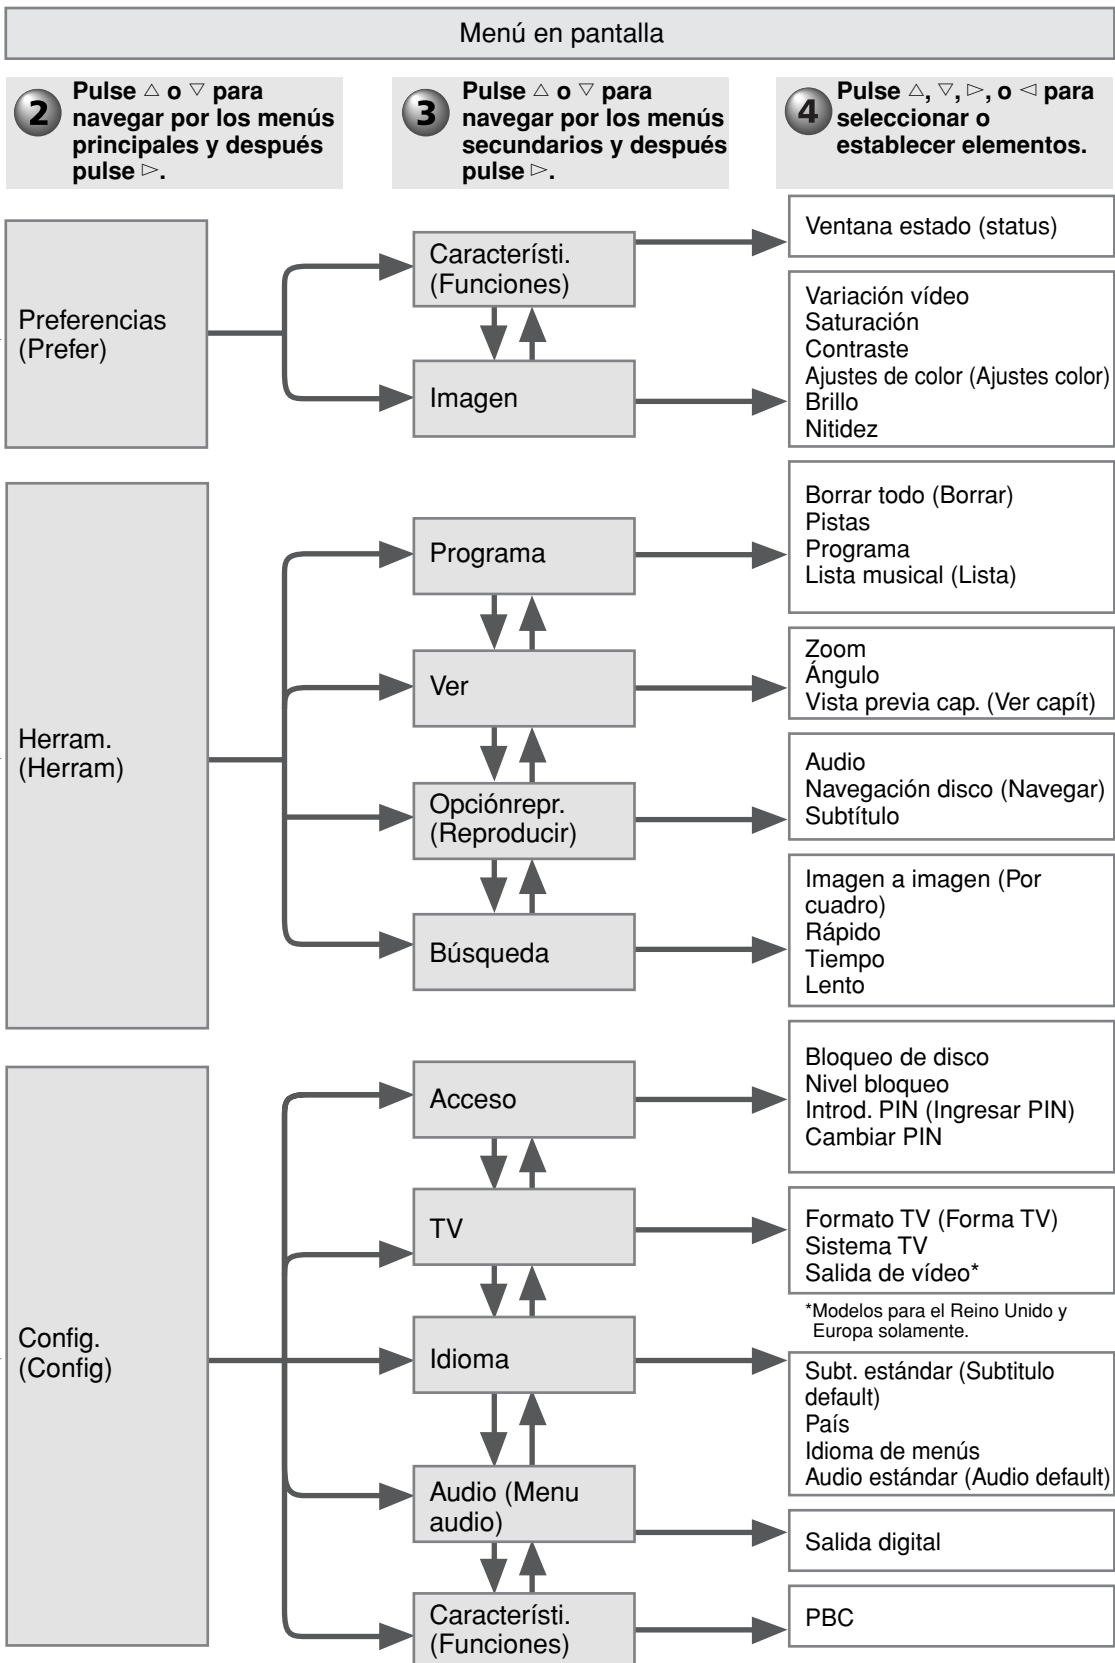 Menú en pantalla
2 Pulse △ o ▽ para
navegar por los menús
principales y después
pulse ▷.
3 Pulse △ o ▽ para
navegar por los menús
secundarios y después
pulse ▷.
4 Pulse △, ▽, ▷, o ◁ para
seleccionar o
establecer elementos.
Preferencias
(Prefer)
Característi.
(Funciones)
Ventana estado (status)
Imagen
Variación vídeo
Saturación
Contraste
Ajustes de color (Ajustes color)
Brillo
Nitidez
Herram.
(Herram)
Programa
Borrar todo (Borrar)
Pistas
Programa
Lista musical (Lista)
Ver
Zoom
Ángulo
Vista previa cap. (Ver capít)
Opciónrepr.
(Reproducir)
Audio
Navegación disco (Navegar)
Subtítulo
Búsqueda
Imagen a imagen (Por
cuadro)
Rápido
Tiempo
Lento
Config.
(Config)
Acceso
Bloqueo de disco
Nivel bloqueo
Introd. PIN (Ingresar PIN)
Cambiar PIN
TV
Formato TV (Forma TV)
Sistema TV
Salida de vídeo*
*Modelos para el Reino Unido y
Europa solamente.
Idioma
Subt. estándar (Subtitulo
default)
País
Idioma de menús
Audio estándar (Audio default)
Audio (Menu
audio)
Salida digital
Característi.
(Funciones)
PBC